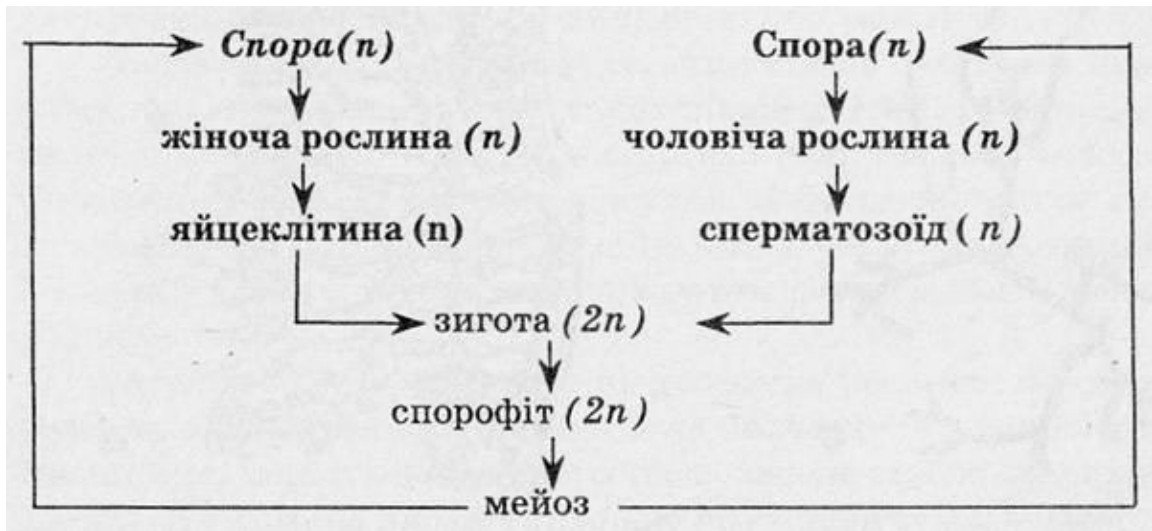 Спора(n) Спора(n)
жіноча рослина (n) чоловіча рослина (n)
яйцеклітина (n) сперматозоїд ( n )
зигота (2n)
спорофіт (2n)
мейоз